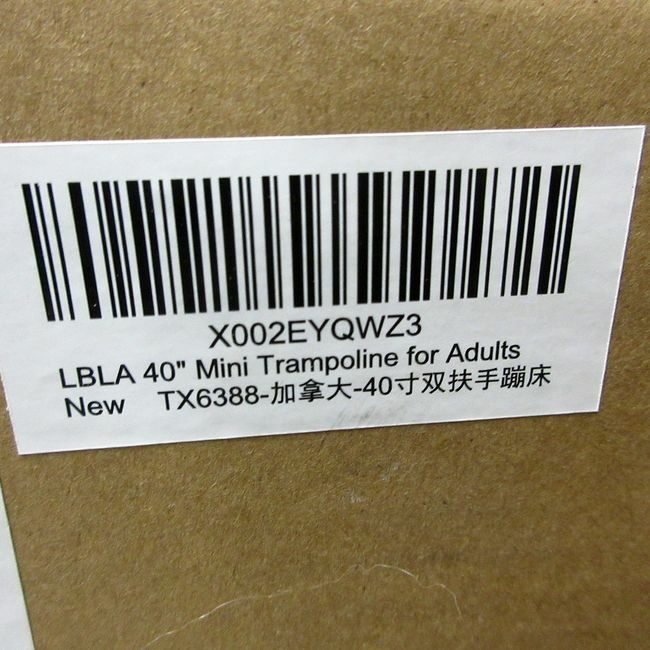 X002EYQWZ3
LBLA 40" Mini Trampoline for Adults
New TX6388-加拿大-40寸双扶手蹦床